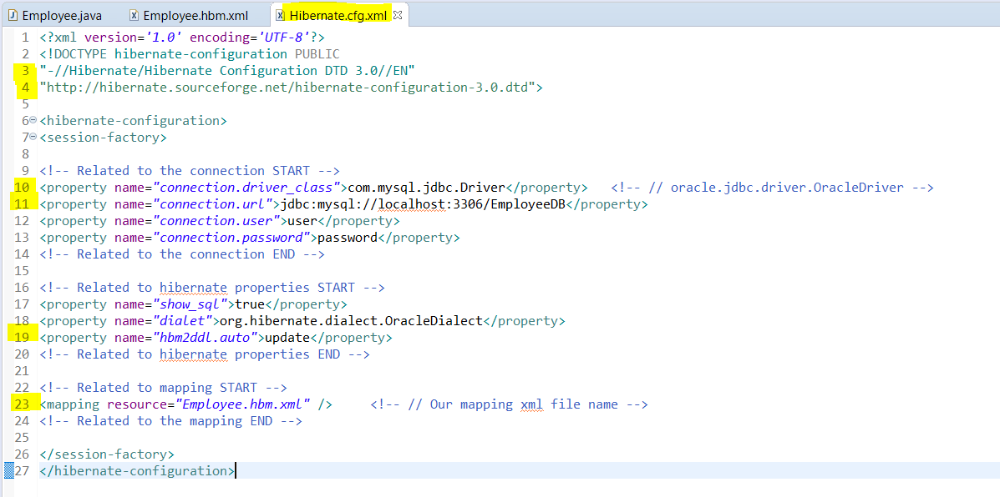 Employee.java Employee.hbm.xml Hibernate.cfg.xml
1 <?xml version='1.0' encoding='UTF-8'?>
2 <!DOCTYPE hibernate-configuration PUBLIC
3 "-//Hibernate/Hibernate Configuration DTD 3.0//EN"
4 "http://hibernate.sourceforge.net/hibernate-configuration-3.0.dtd">
5
6 <hibernate-configuration>
7 <session-factory>
8
9 <!-- Related to the connection START -->
10 <property name="connection.driver_class">com.mysql.jdbc.Driver</property> <!-- // oracle.jdbc.driver.OracleDriver -->
11 <property name="connection.url">jdbc:mysql://localhost:3306/EmployeeDB</property>
12 <property name="connection.user">user</property>
13 <property name="connection.password">password</property>
14 <!-- Related to the connection END -->
15
16 <!-- Related to hibernate properties START -->
17 <property name="show_sql">true</property>
18 <property name="dialet">org.hibernate.dialect.OracleDialect</property>
19 <property name="hbm2ddl.auto">update</property>
20 <!-- Related to hibernate properties END -->
21
22 <!-- Related to mapping START -->
23 <mapping resource="Employee.hbm.xml" /> <!-- // Our mapping xml file name -->
24 <!-- Related to the mapping END -->
25
26 </session-factory>
27 </hibernate-configuration>